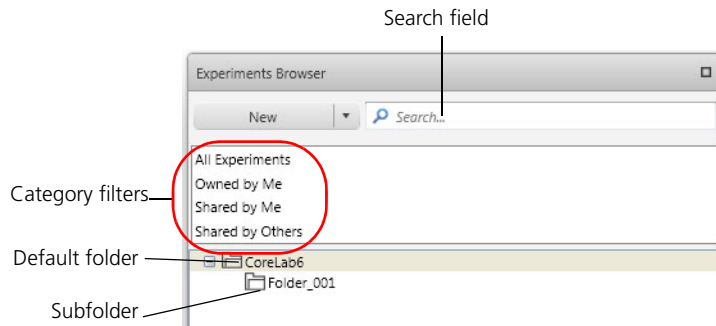 Search field
Experiments Browser
New
Search...
All Experiments
Owned by Me
Shared by Me
Shared by Others
Category filters
Default folder
CoreLab6
Folder_001
Subfolder